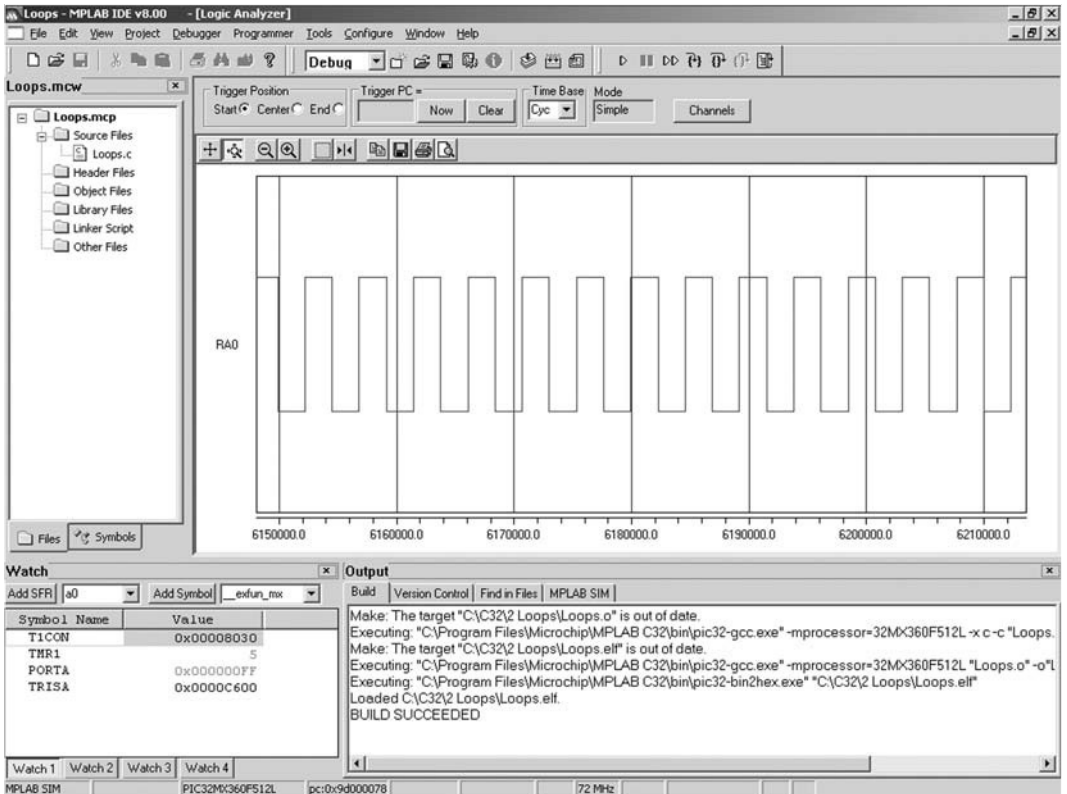 Loops - MPLAB IDE v8.00 - [Logic Analyzer]
File Edit View Project Debugger Programmer Tools Configure Window Help
Debug
Loops.mcw
Loops.mcp
Source Files
Loops.c
Header Files
Object Files
Library Files
Linker Script
Other Files
Files Symbols
Trigger Position
Start Center End
Trigger PC =
Now Clear
Time Base
Cyc
Mode
Simple
Channels
RA0
6150000.0 6160000.0 6170000.0 6180000.0 6190000.0 6200000.0 6210000.0
Watch
Add SFR a0 Add Symbol __exfun_mx
Symbol Name Value
T1CON 0x00008030
TMR1 5
PORTA 0x000000FF
TRISA 0x0000C600
Watch 1 Watch 2 Watch 3 Watch 4
Output
Build Version Control Find in Files MPLAB SIM
Make: The target "C:\C32\2 Loops\Loops.o" is out of date.
Executing: "C:\Program Files\Microchip\MPLAB C32\bin\pic32-gcc.exe" -mprocessor=32MX360F512L -x c -c "Loops.
Make: The target "C:\C32\2 Loops\Loops.elf" is out of date.
Executing: "C:\Program Files\Microchip\MPLAB C32\bin\pic32-gcc.exe" -mprocessor=32MX360F512L "Loops.o" -o"L
Executing: "C:\Program Files\Microchip\MPLAB C32\bin\pic32-bin2hex.exe" "C:\C32\2 Loops\Loops.elf"
Loaded C:\C32\2 Loops\Loops.elf.
BUILD SUCCEEDED
MPLAB SIM PIC32MX360F512L pc:0x9d000078 72 MHz